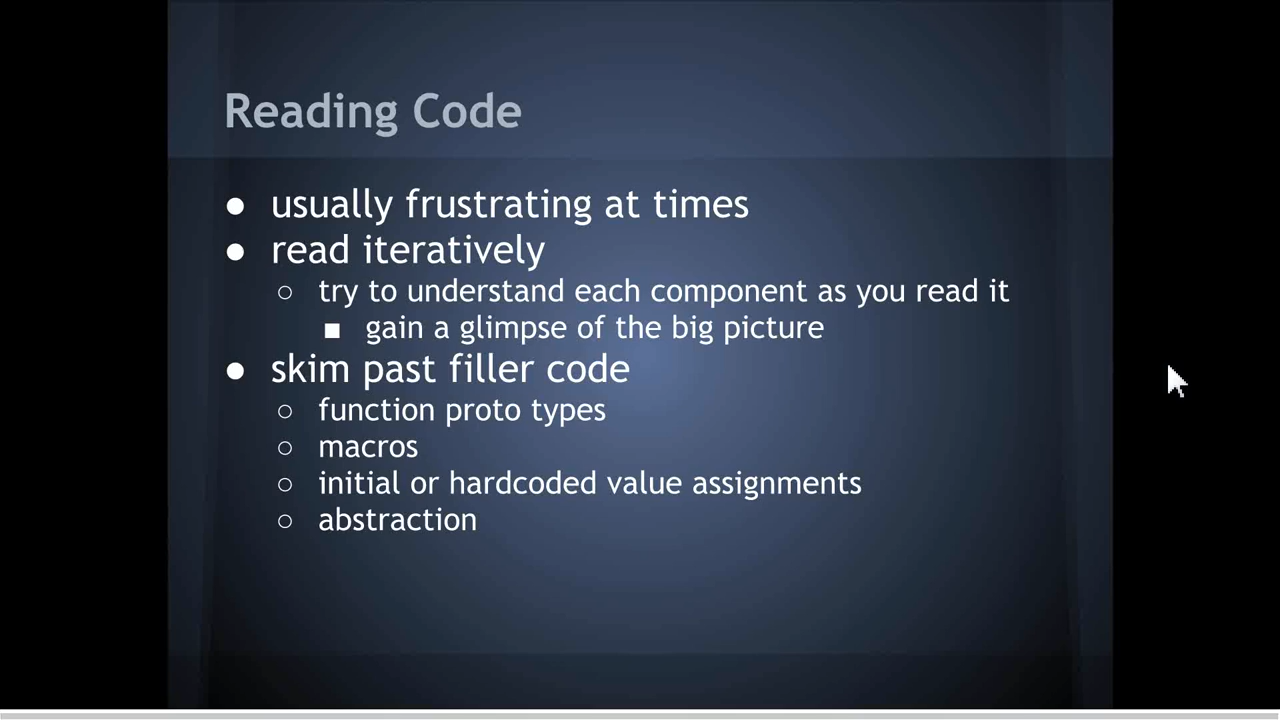 Reading Code
● usually frustrating at times
● read iteratively
○ try to understand each component as you read it
■ gain a glimpse of the big picture
● skim past filler code
○ function proto types
○ macros
○ initial or hardcoded value assignments
○ abstraction